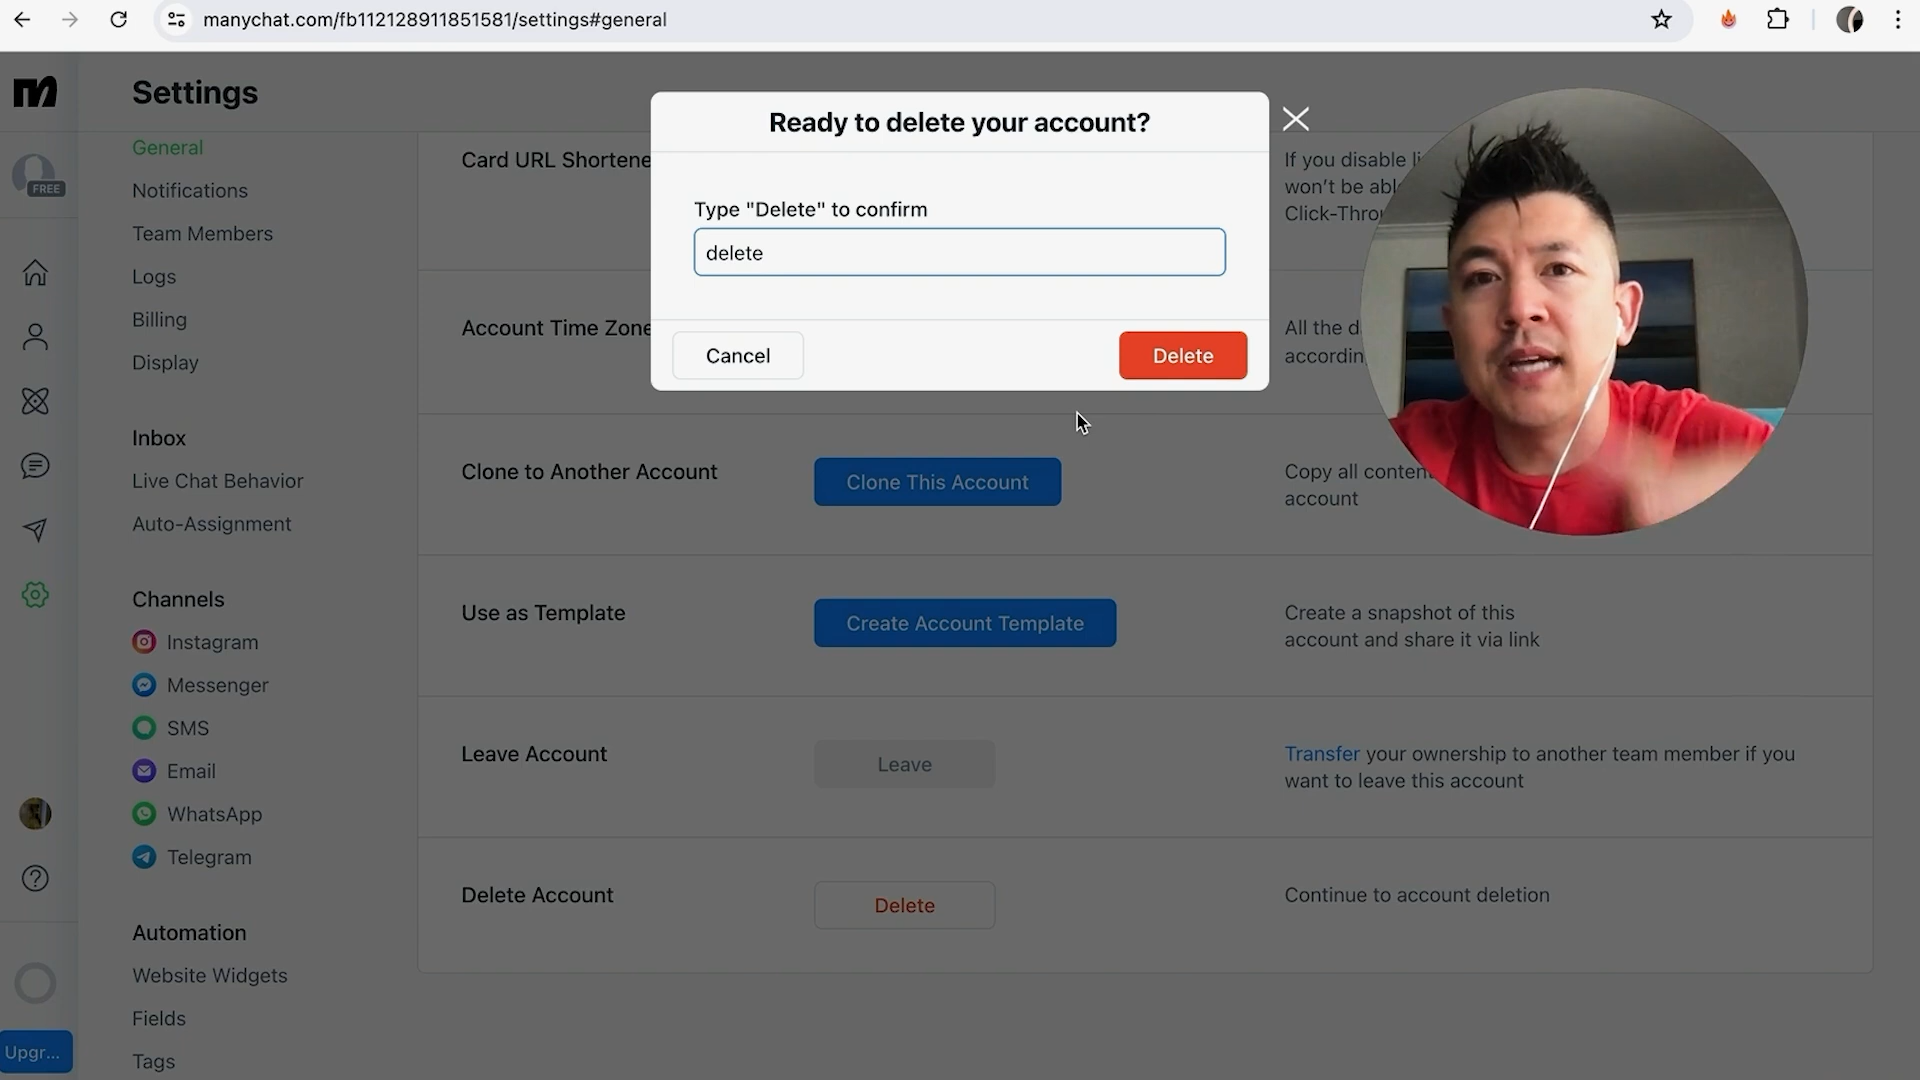 manychat.com/fb112128911851581/settings#general
Settings
FREE
General
Notifications
Team Members
Logs
Billing
Display
Inbox
Live Chat Behavior
Auto-Assignment
Channels
Instagram
Messenger
SMS
Email
WhatsApp
Telegram
Automation
Website Widgets
Fields
Tags
Upgr...
Ready to delete your account?
Type "Delete" to confirm
delete
Cancel
Delete
Card URL Shortene
If you disable li
won't be abl
Click-Throu
Account Time Zone
All the d
accordin
Clone to Another Account
Clone This Account
Copy all conten
account
Use as Template
Create Account Template
Create a snapshot of this
account and share it via link
Leave Account
Leave
Transfer your ownership to another team member if you
want to leave this account
Delete Account
Delete
Continue to account deletion